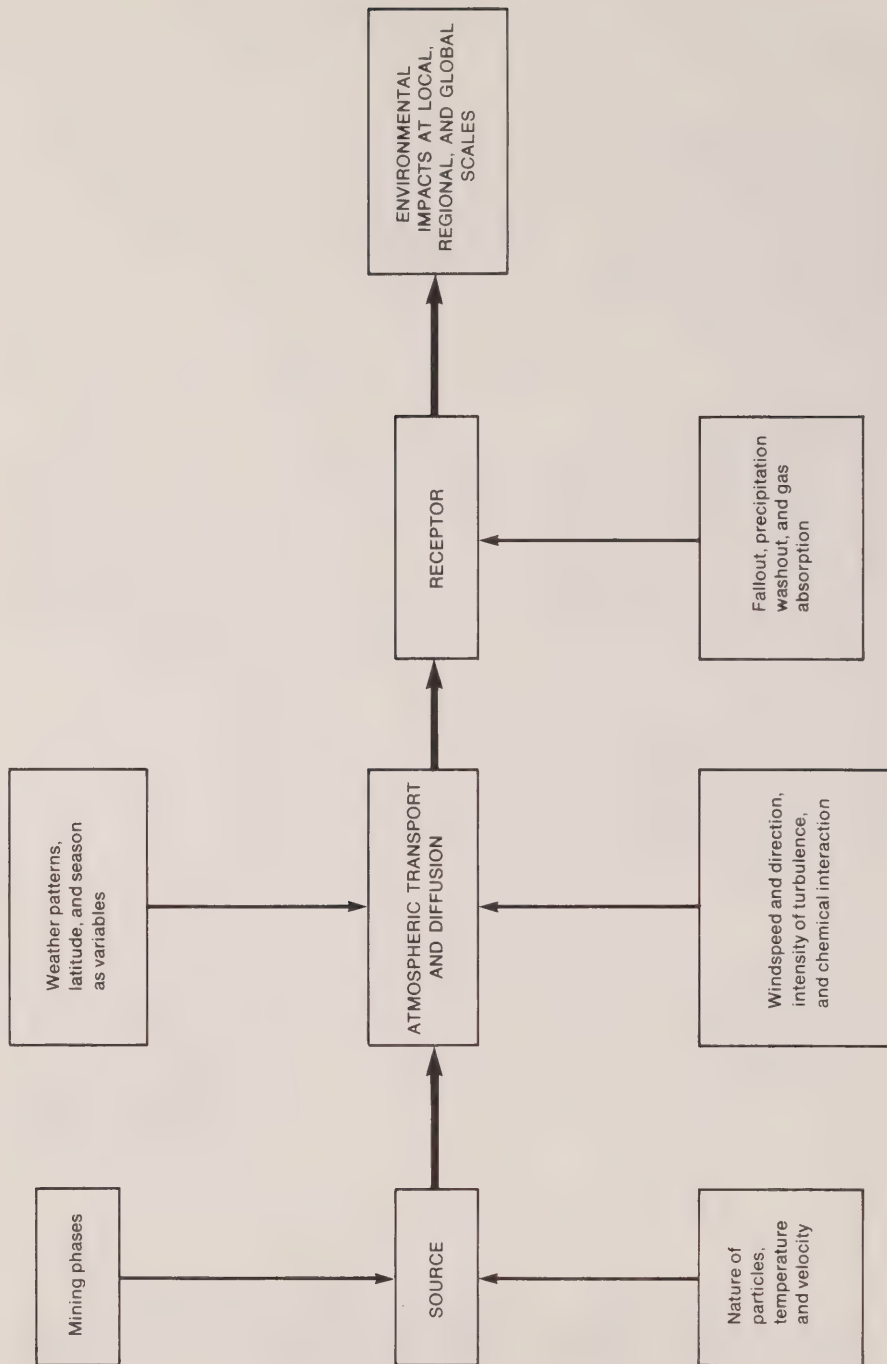 Mining phases
Weather patterns,
latitude, and season
as variables
SOURCE
ATMOSPHERIC TRANSPORT
AND DIFFUSION
RECEPTOR
ENVIRONMENTAL
IMPACTS AT LOCAL,
REGIONAL, AND GLOBAL
SCALES
Nature of
particles,
temperature
and velocity
Windspeed and direction,
intensity of turbulence,
and chemical interaction
Fallout, precipitation
washout, and gas
absorption